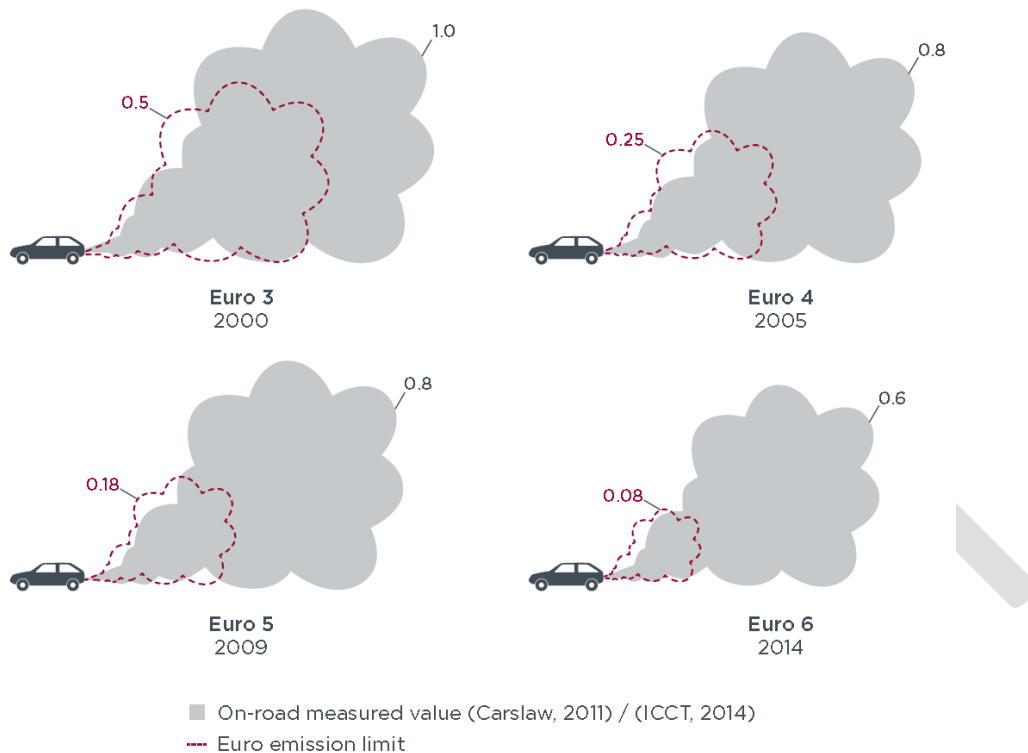 1.0
0.5
Euro 3
2000
0.8
0.25
Euro 4
2005
0.8
0.18
Euro 5
2009
0.6
0.08
Euro 6
2014
On-road measured value (Carslaw, 2011) / (ICCT, 2014)
Euro emission limit